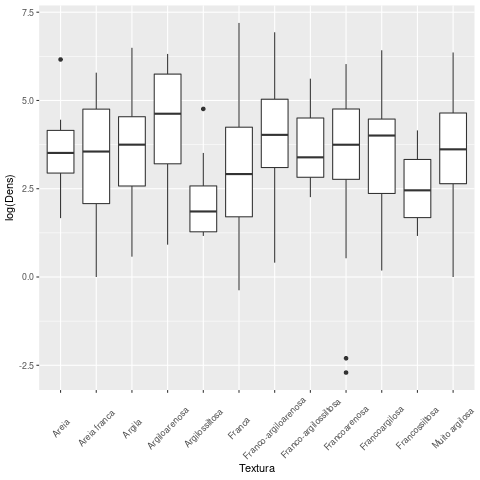 7.5
5.0
2.5
0.0
-2.5
log(Dens)
Areia
Areia franca
Argila
Argiloarenosa
Argilossiltosa
Franca
Franco-argiloarenosa
Franco-argilossiltosa
Francoarenosa
Francoargilosa
Francossiltosa
Muito argilosa
Textura